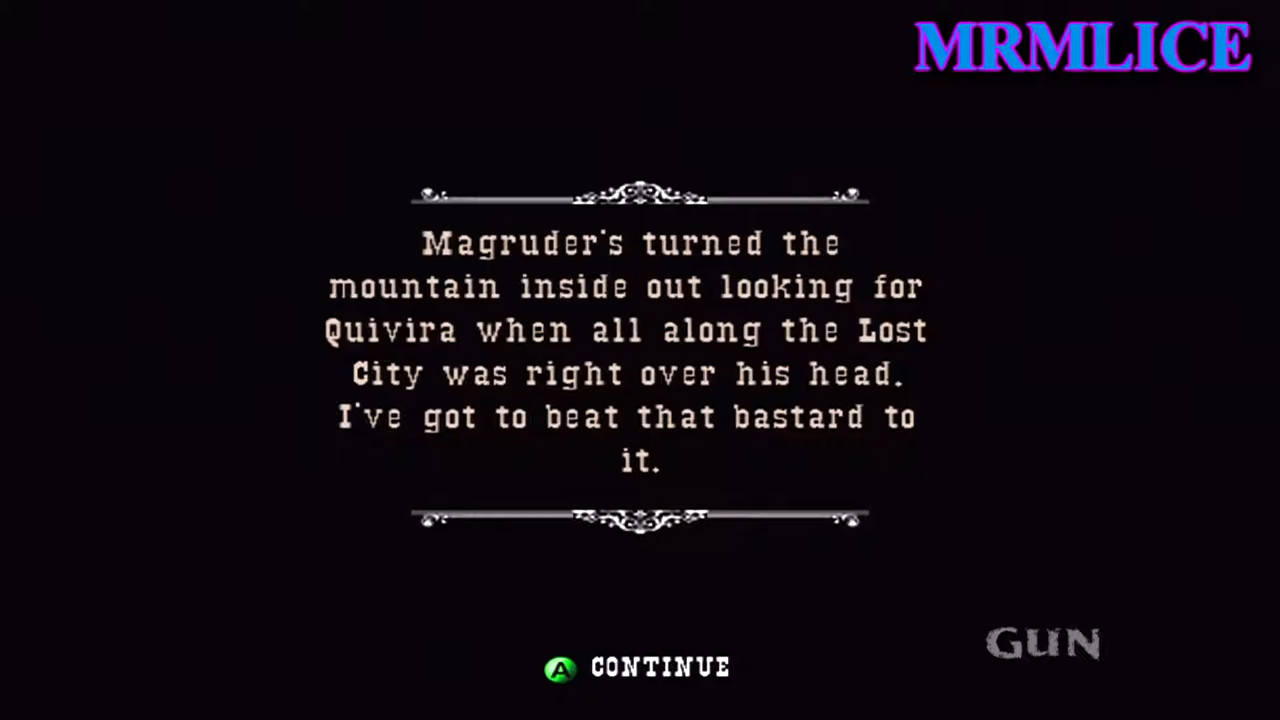 MRMLICE
Magruder's turned the
mountain inside out looking for
Quivira when all along the Lost
City was right over his head.
I've got to beat that bastard to
it.
GUN
A CONTINUE